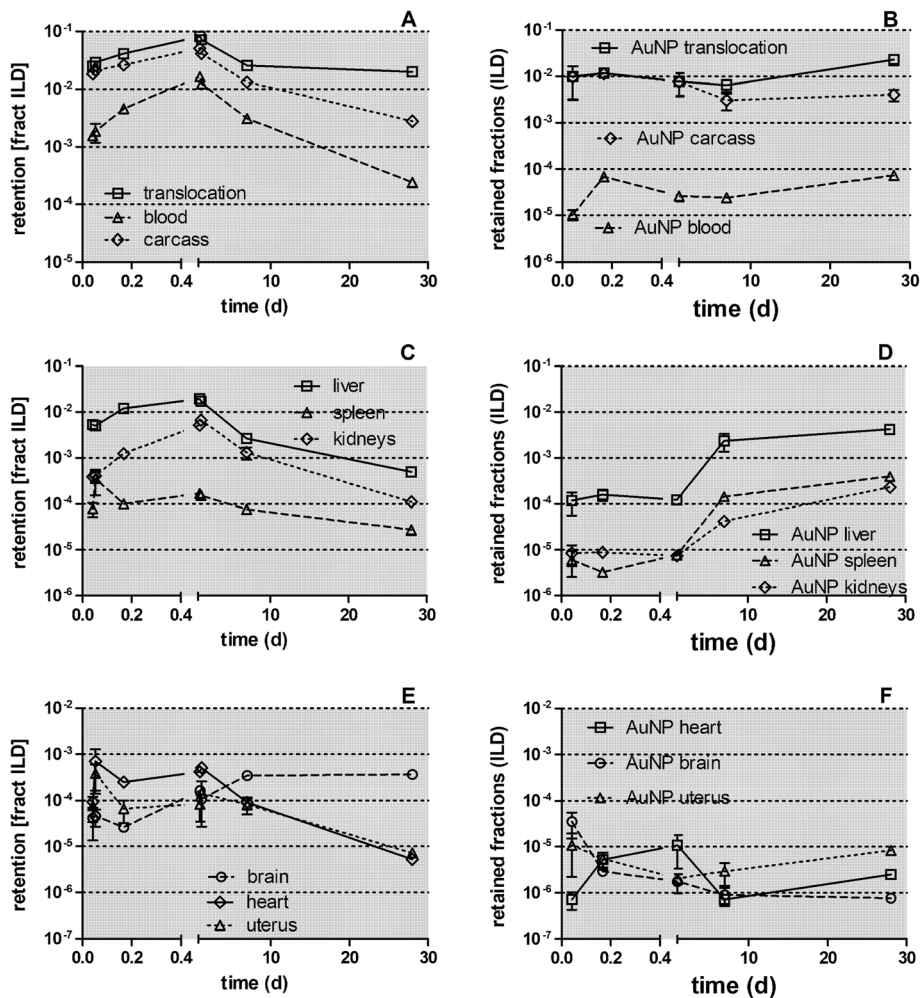 A
retention [fract ILD]
10-1
10-2
10-3
10-4
10-5
translocation
blood
carcass
0.0 0.2 0.4 10 20 30
time (d)
B
retained fractions (ILD)
10-1
10-2
10-3
10-4
10-5
10-6
AuNP translocation
AuNP carcass
AuNP blood
0.0 0.2 0.4 10 20 30
time (d)
C
retention [fract ILD]
10-1
10-2
10-3
10-4
10-5
10-6
liver
spleen
kidneys
0.0 0.2 0.4 10 20 30
time (d)
D
retained fractions (ILD)
10-1
10-2
10-3
10-4
10-5
10-6
AuNP liver
AuNP spleen
AuNP kidneys
0.0 0.2 0.4 10 20 30
time (d)
E
retention [fract ILD]
10-2
10-3
10-4
10-5
10-6
10-7
brain
heart
uterus
0.0 0.2 0.4 10 20 30
time (d)
F
retained fractions (ILD)
10-2
10-3
10-4
10-5
10-6
10-7
AuNP heart
AuNP brain
AuNP uterus
0.0 0.2 0.4 10 20 30
time (d)